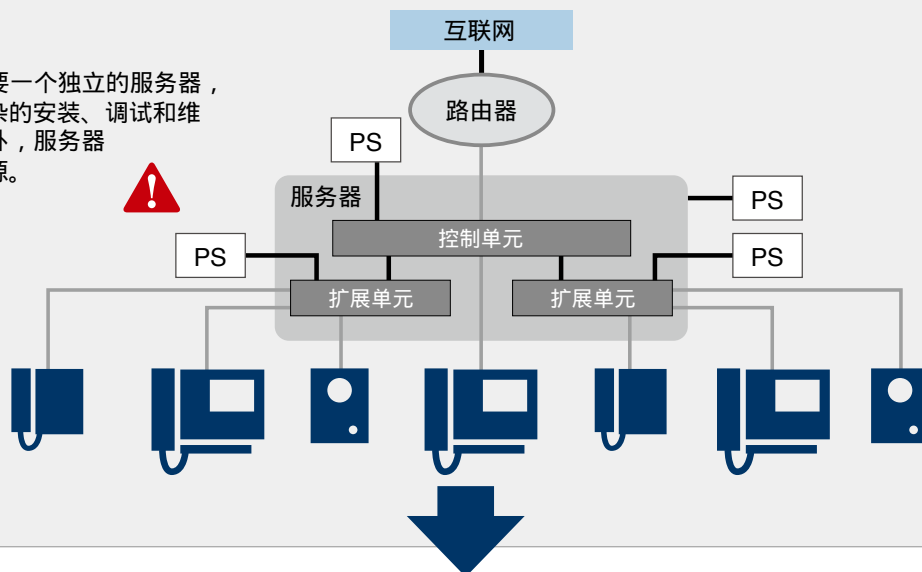 互联网
要一个独立的服务器，
杂的安装、调试和维
外，服务器
源。
路由器
PS
服务器
PS
控制单元
PS
PS
扩展单元
扩展单元